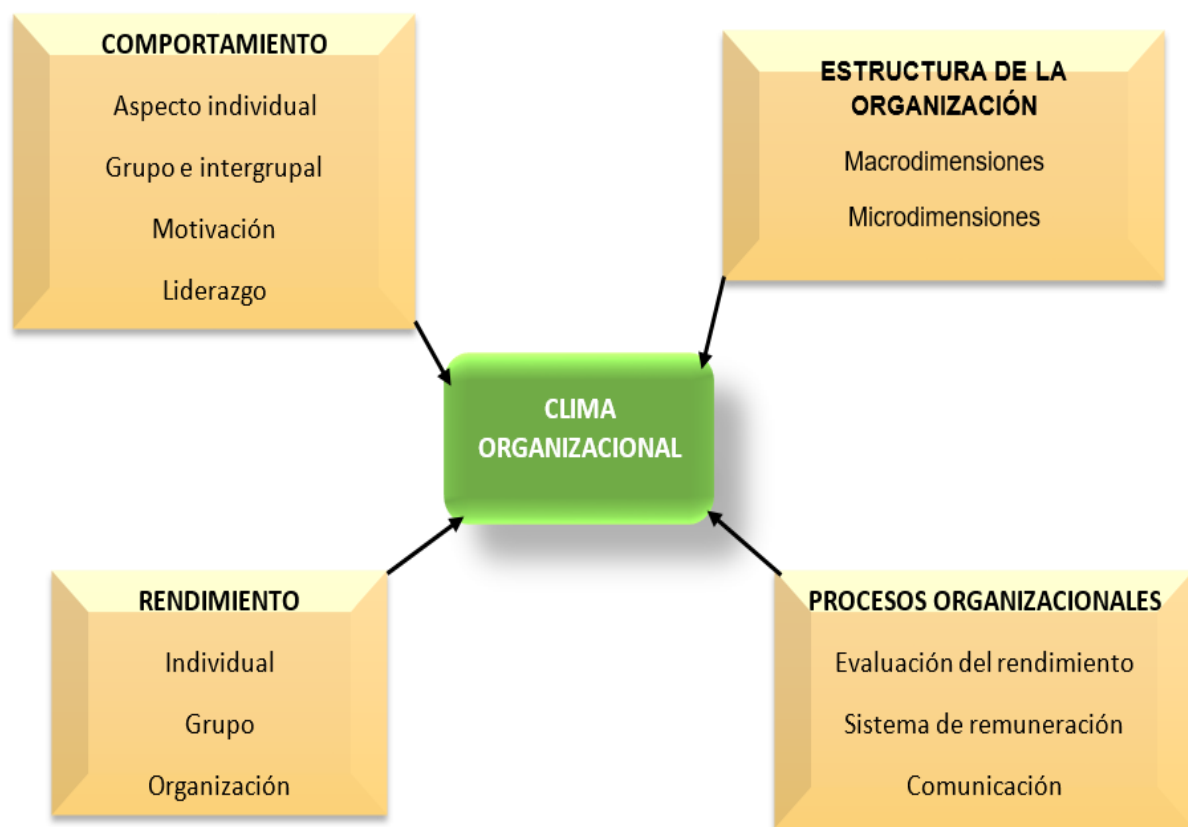 COMPORTAMIENTO
Aspecto individual
Grupo e intergrupal
Motivación
Liderazgo
ESTRUCTURA DE LA
ORGANIZACIÓN
Macrodimensiones
Microdimensiones
CLIMA
ORGANIZACIONAL
RENDIMIENTO
Individual
Grupo
Organización
PROCESOS ORGANIZACIONALES
Evaluación del rendimiento
Sistema de remuneración
Comunicación